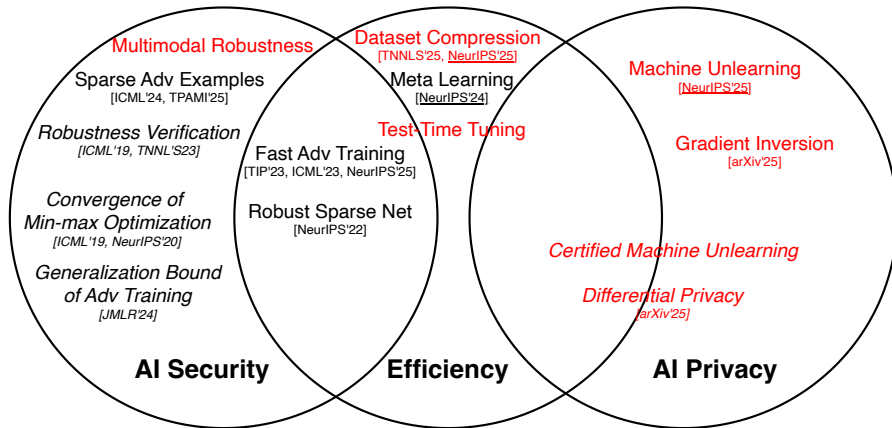 Multimodal Robustness
Sparse Adv Examples
[ICML'24, TPAMI'25]
Robustness Verification
[ICML'19, TNNL'S23]
Convergence of
Min-max Optimization
[ICML'19, NeurIPS'20]
Generalization Bound
of Adv Training
[JMLR'24]
AI Security
Dataset Compression
[TNNLS'25, NeurIPS'25]
Meta Learning
[NeurIPS'24]
Test-Time Tuning
Fast Adv Training
[TIP'23, ICML'23, NeurIPS'25]
Robust Sparse Net
[NeurIPS'22]
Efficiency
Machine Unlearning
[NeurIPS'25]
Gradient Inversion
[arXiv'25]
Certified Machine Unlearning
Differential Privacy
[arXiv'25]
AI Privacy